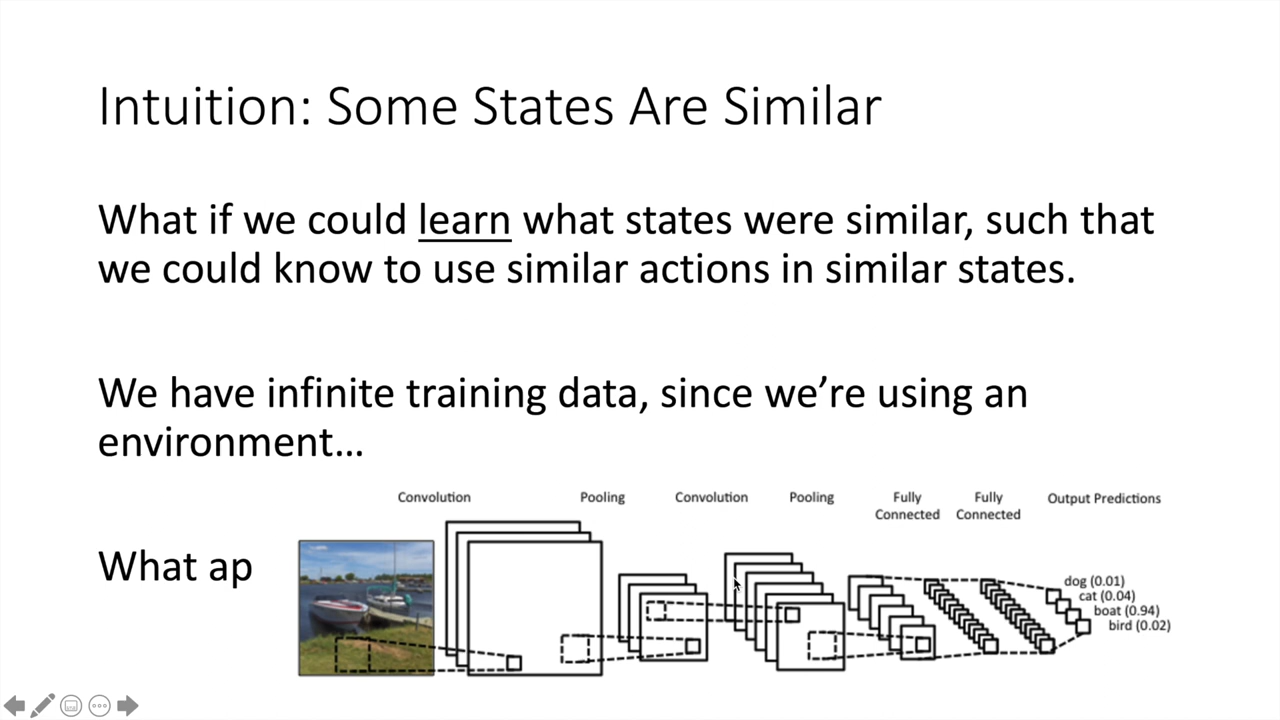 Intuition: Some States Are Similar
What if we could learn what states were similar, such that
we could know to use similar actions in similar states.
We have infinite training data, since we’re using an
environment…
What ap
Convolution Pooling Convolution Pooling Fully Connected Fully Connected Output Predictions
dog (0.01)
cat (0.04)
boat (0.94)
bird (0.02)